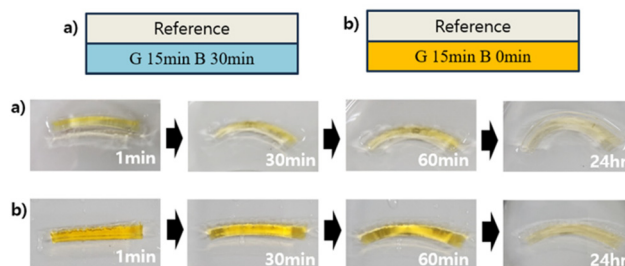 a)
Reference
G 15min B 30min
b)
Reference
G 15min B 0min
a)
1min
30min
60min
24hr
b)
1min
30min
60min
24hr